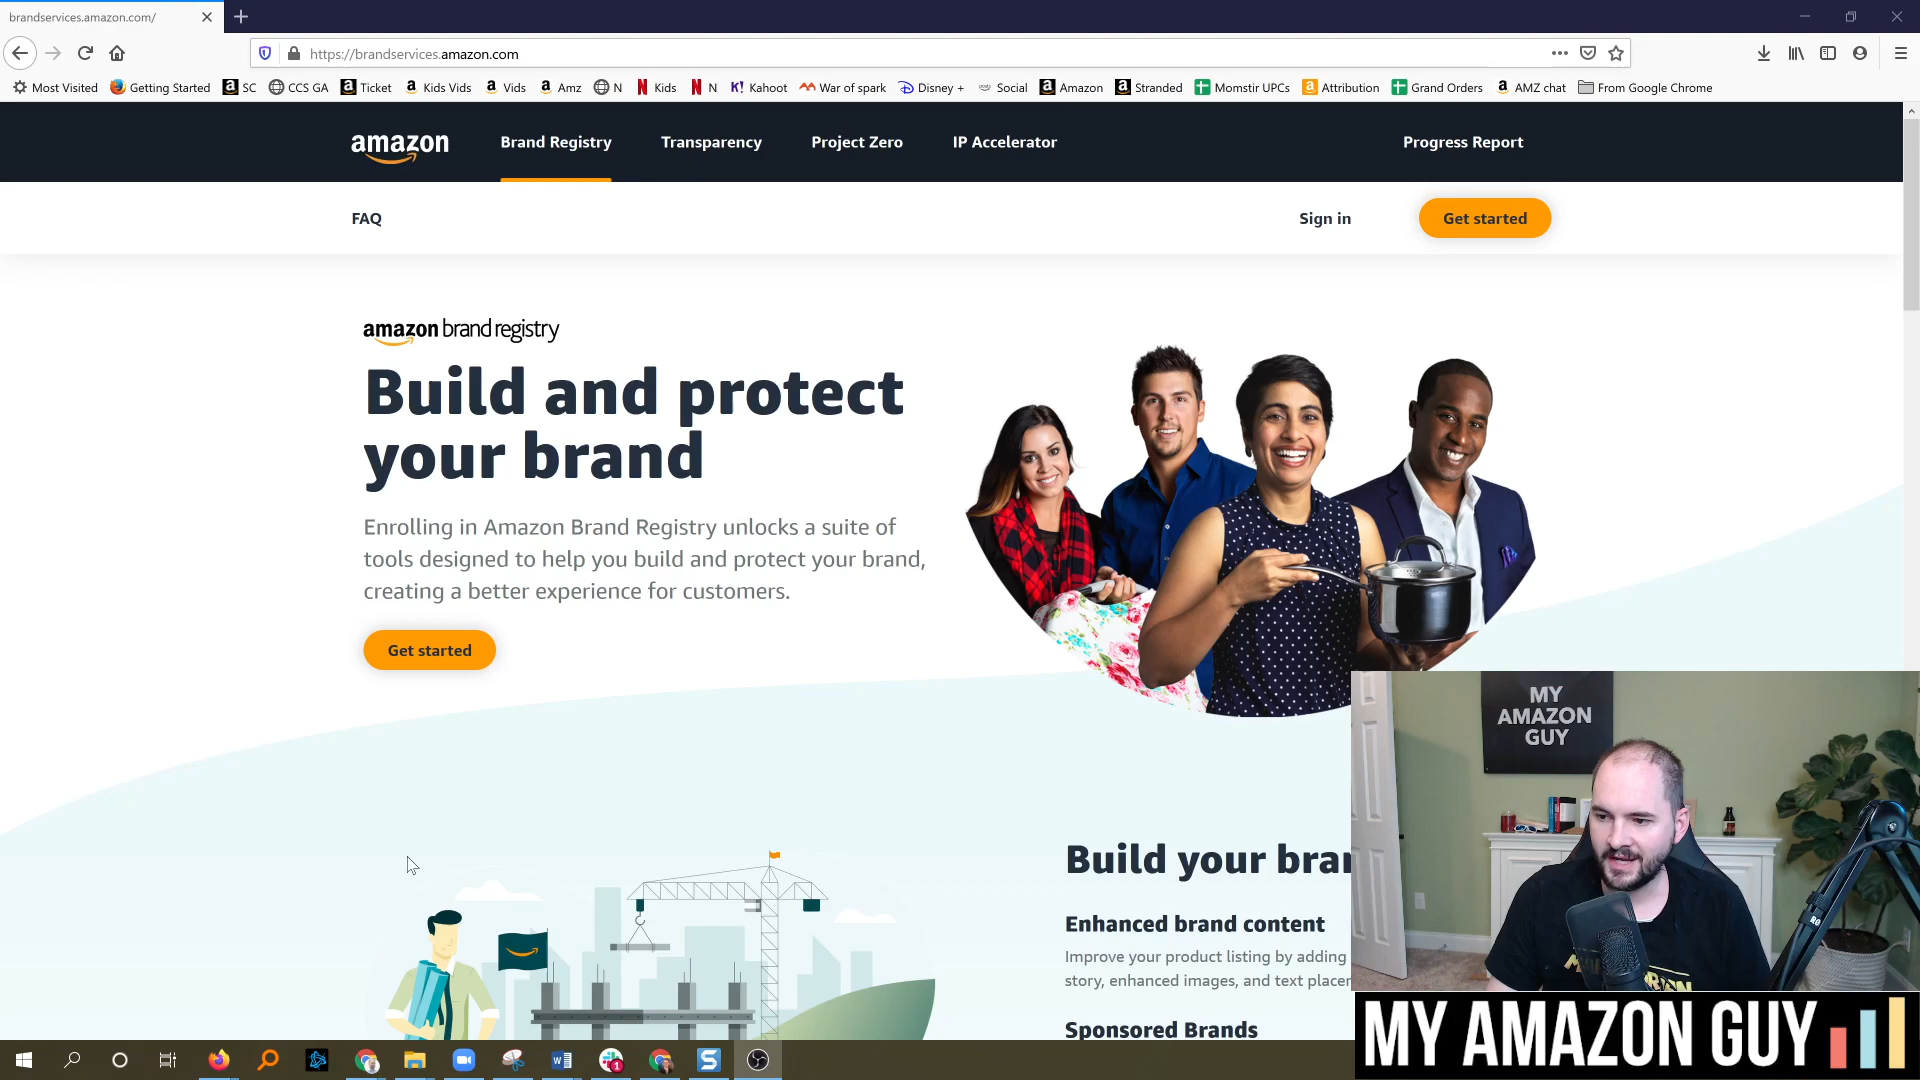 brandservices.amazon.com/
https://brandservices.amazon.com
Most Visited Getting Started SC CCS GA Ticket Kids Vids Vids Amz N Kids N Kahoot War of spark Disney + Social Amazon Stranded Momstir UPCs Attribution Grand Orders AMZ chat From Google Chrome
amazon Brand Registry Transparency Project Zero IP Accelerator Progress Report
FAQ Sign in Get started
amazon brand registry
Build and protect
your brand
Enrolling in Amazon Brand Registry unlocks a suite of
tools designed to help you build and protect your brand,
creating a better experience for customers.
Get started
Build your
Enhanced brand content
Improve your product listing by adding
story, enhanced images, and text
Sponsored Brands
MY
AMAZON
GUY
MY AMAZON GUY